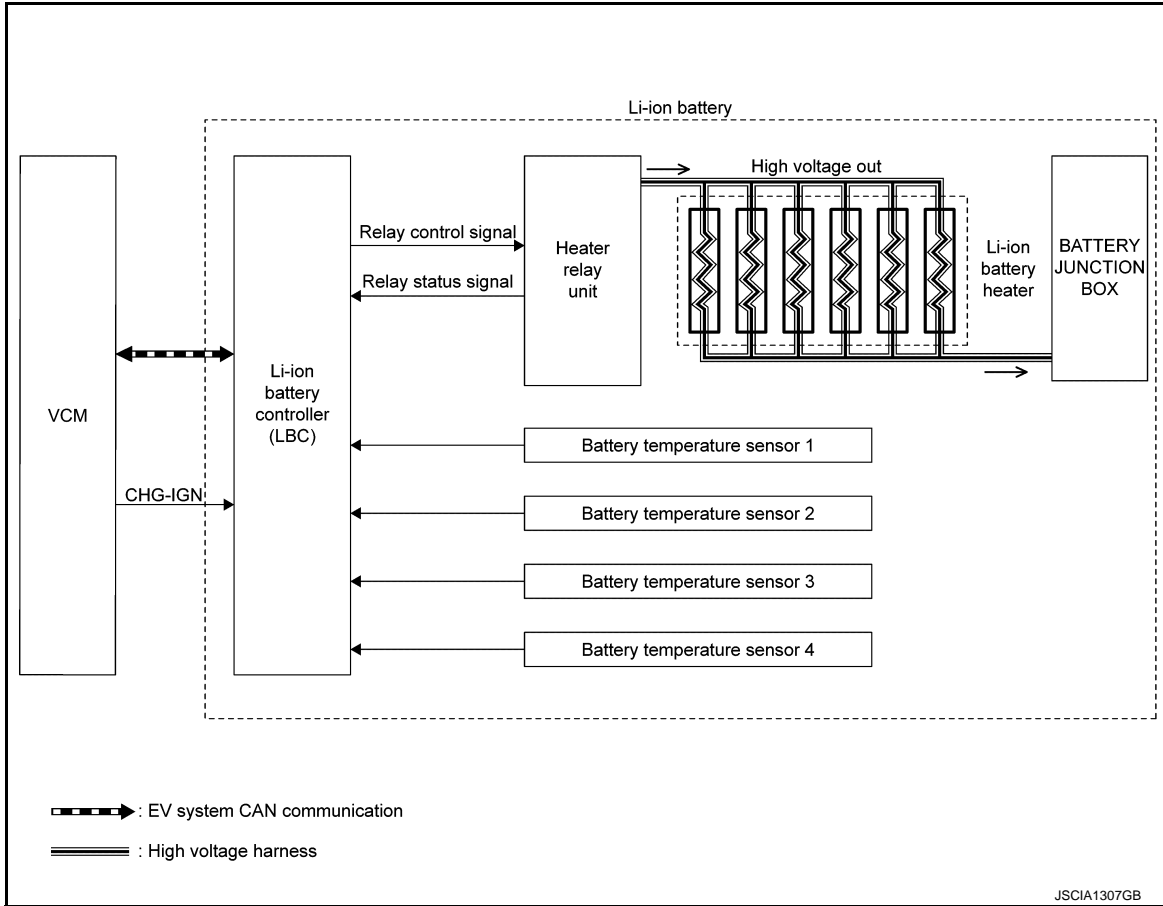 Li-ion battery
High voltage out
Relay control signal
Relay status signal
Heater
relay
unit
Li-ion
battery
heater
BATTERY
JUNCTION
BOX
VCM
Li-ion
battery
controller
(LBC)
CHG-IGN
Battery temperature sensor 1
Battery temperature sensor 2
Battery temperature sensor 3
Battery temperature sensor 4
: EV system CAN communication
: High voltage harness
JSCIA1307GB